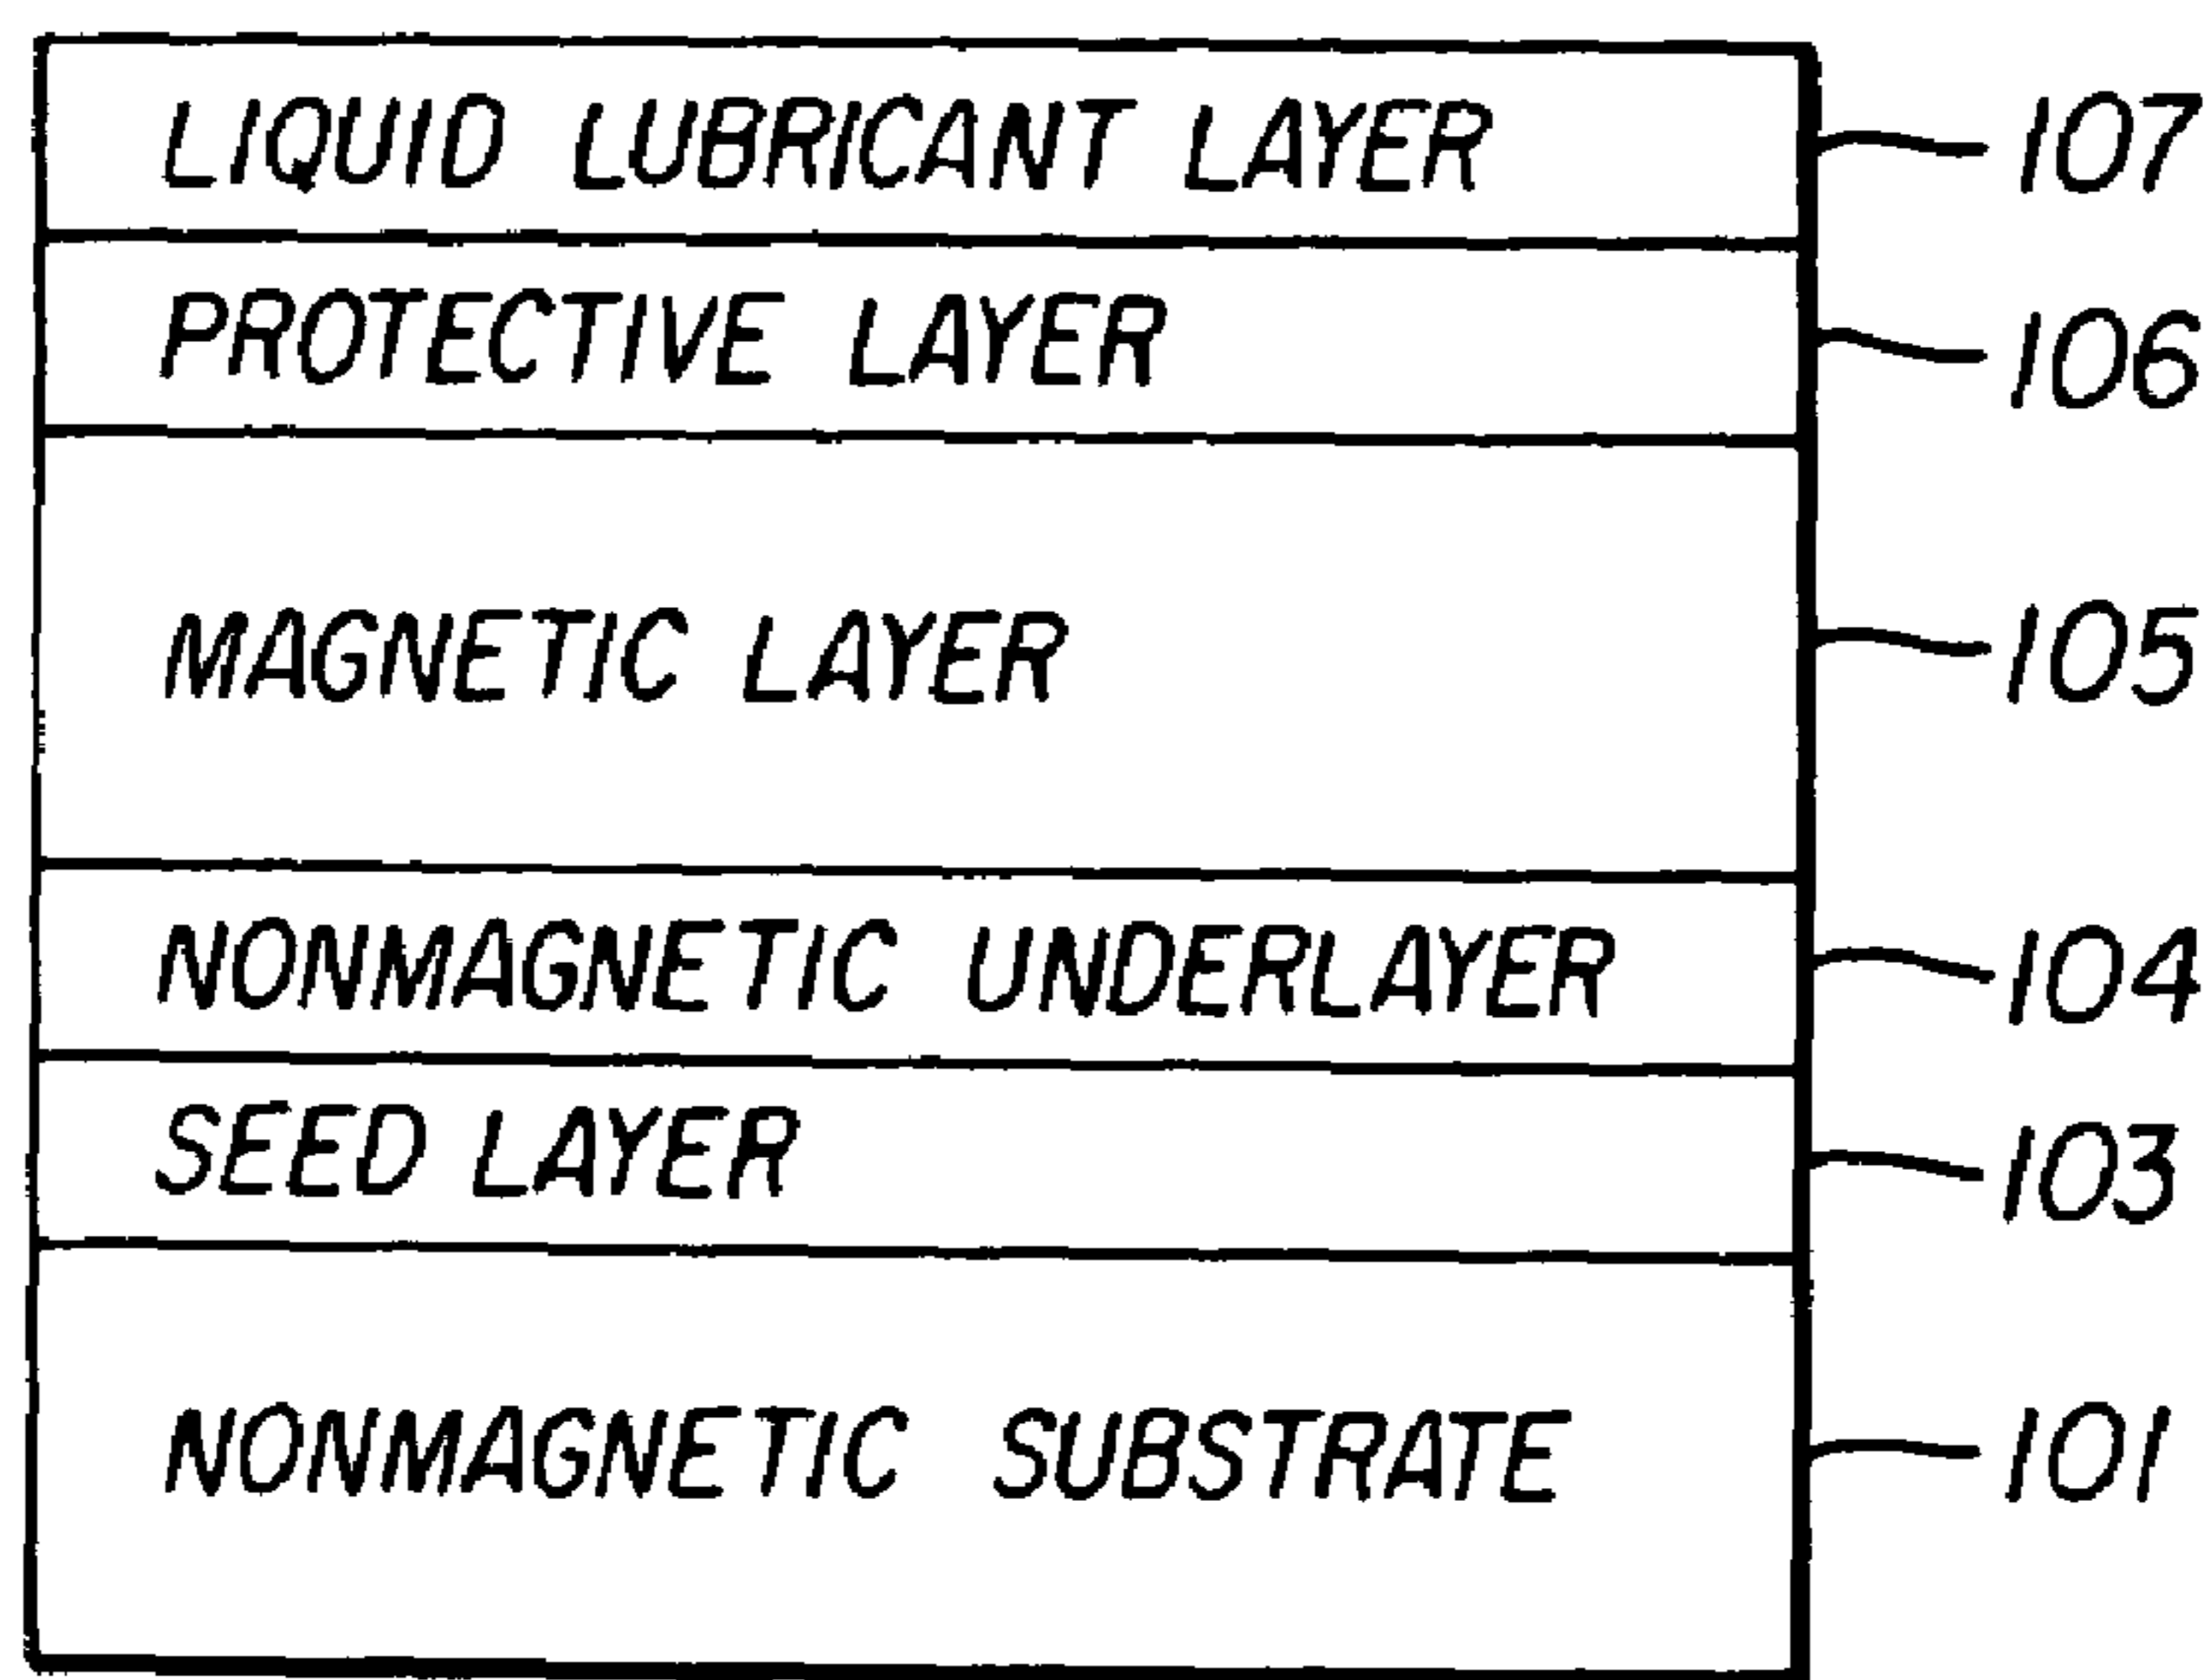 LIQUID LUBRICANT LAYER 107
PROTECTIVE LAYER 106
MAGNETIC LAYER 105
NONMAGNETIC UNDERLAYER 104
SEED LAYER 103
NONMAGNETIC SUBSTRATE 101